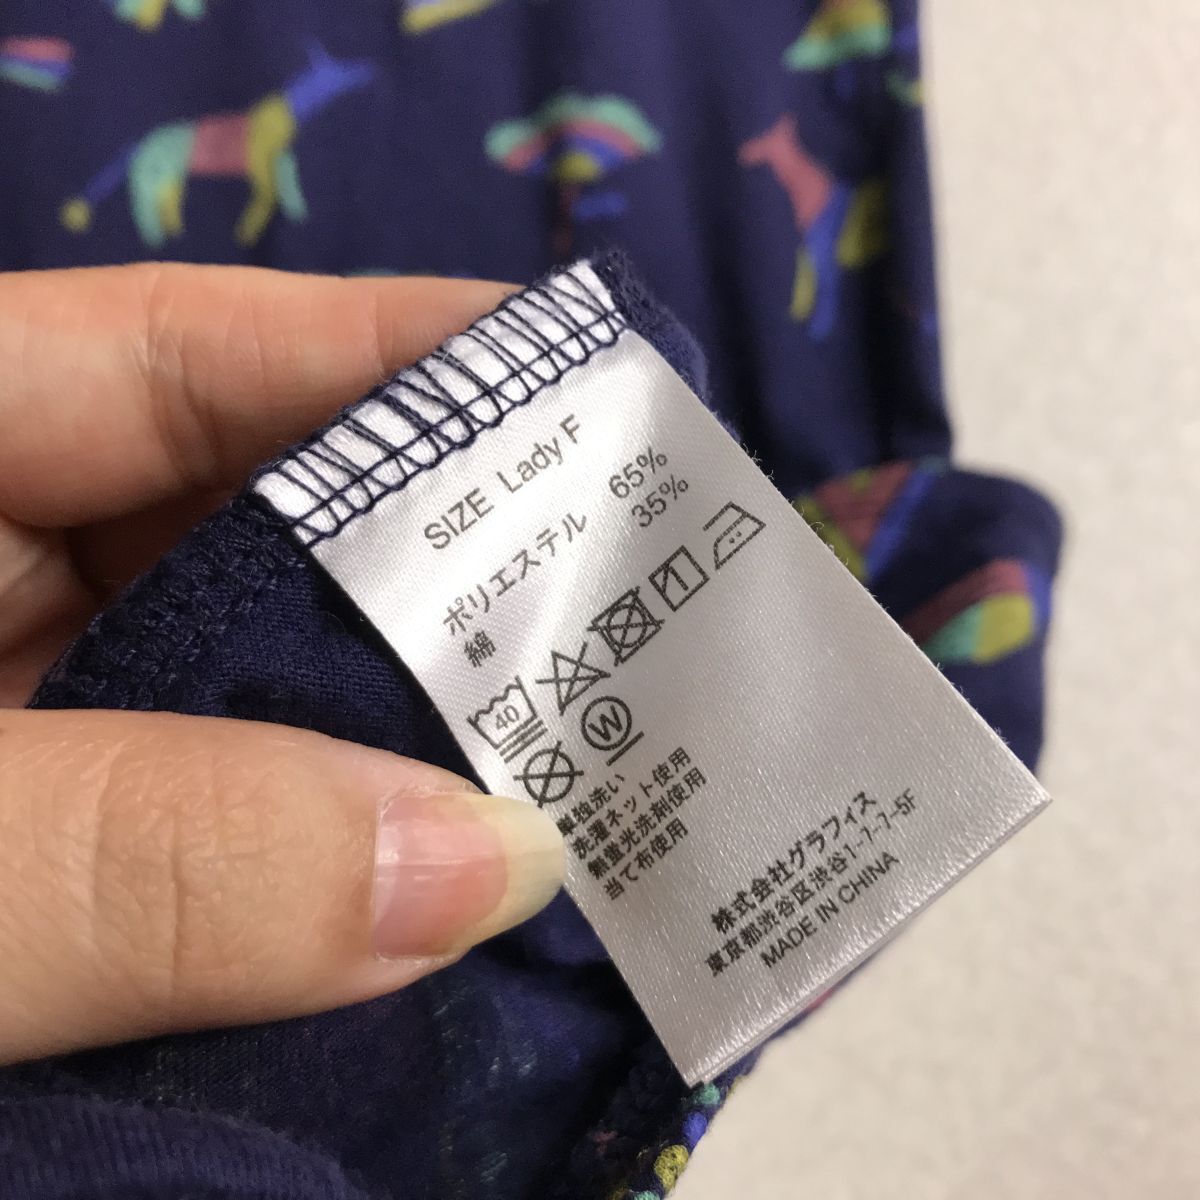 SIZE Lady F
ポリエステル 65%
綿 35%
40
1
W
単独洗い
洗濯ネット使用
無蛍光洗剤使用
当て布使用
株式会社グラフィス
東京都渋谷区渋谷1-7-7-5F
MADE IN CHINA